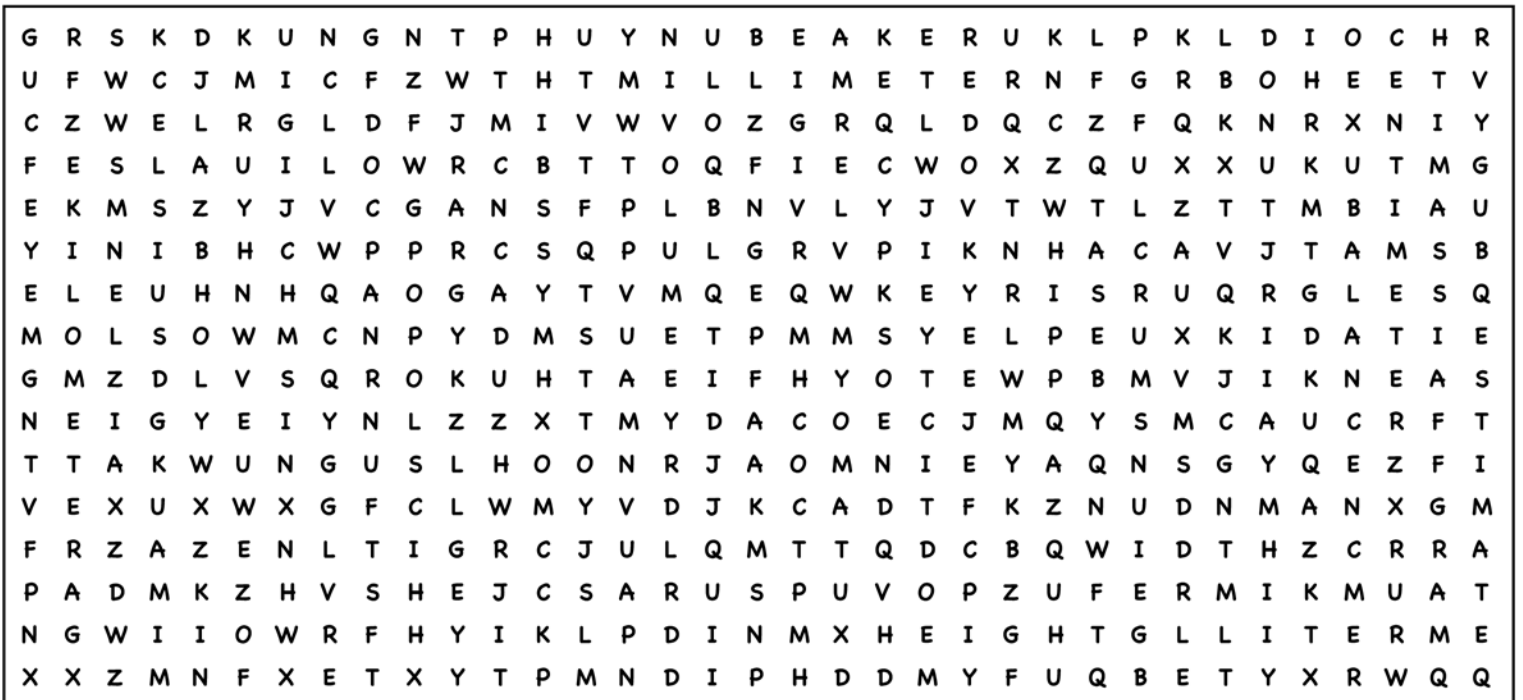 G R S K D K U N G N T P H U Y N U B E A K E R U K L P K L D I O C H R
U F W C J M I C F Z W T H T M I L L I M E T E R N F G R B O H E E T V
C Z W E L R G L D F J M I V W V O Z G R Q L D Q C Z F Q K N R X N I Y
F E S L A U I L O W R C B T T O Q F I E C W O X Z Q U X X U K U T M G
E K M S Z Y J V C G A N S F P L B N V L Y J V T W T L Z T T M B I A U
Y I N I B H C W P P R C S Q P U L G R V P I K N H A C A V J T A M S B
E L E U H N H Q A O G A Y T V M Q E Q W K E Y R I S R U Q R G L E S Q
M O L S O W M C N P Y D M S U E T P M M S Y E L P E U X K I D A T I E
G M Z D L V S Q R O K U H T A E I F H Y O T E W P B M V J I K N E A S
N E I G Y E I Y N L Z Z X T M Y D A C O E C J M Q Y S M C A U C R F T
T T A K W U N G U S L H O O N R J A O M N I E Y A Q N S G Y Q E Z F I
V E X U X W X G F C L W M Y V D J K C A D T F K Z N U D N M A N X G M
F R Z A Z E N L T I G R C J U L Q M T T Q D C B Q W I D T H Z C R R A
P A D M K Z H V S H E J C S A R U S P U V O P Z U F E R M I K M U A T
N G W I I O W R F H Y I K L P D I N M X H E I G H T G L L I T E R M E
X X Z M N F X E T X Y T P M N D I P H D D M Y F U Q B E T Y X R W Q Q